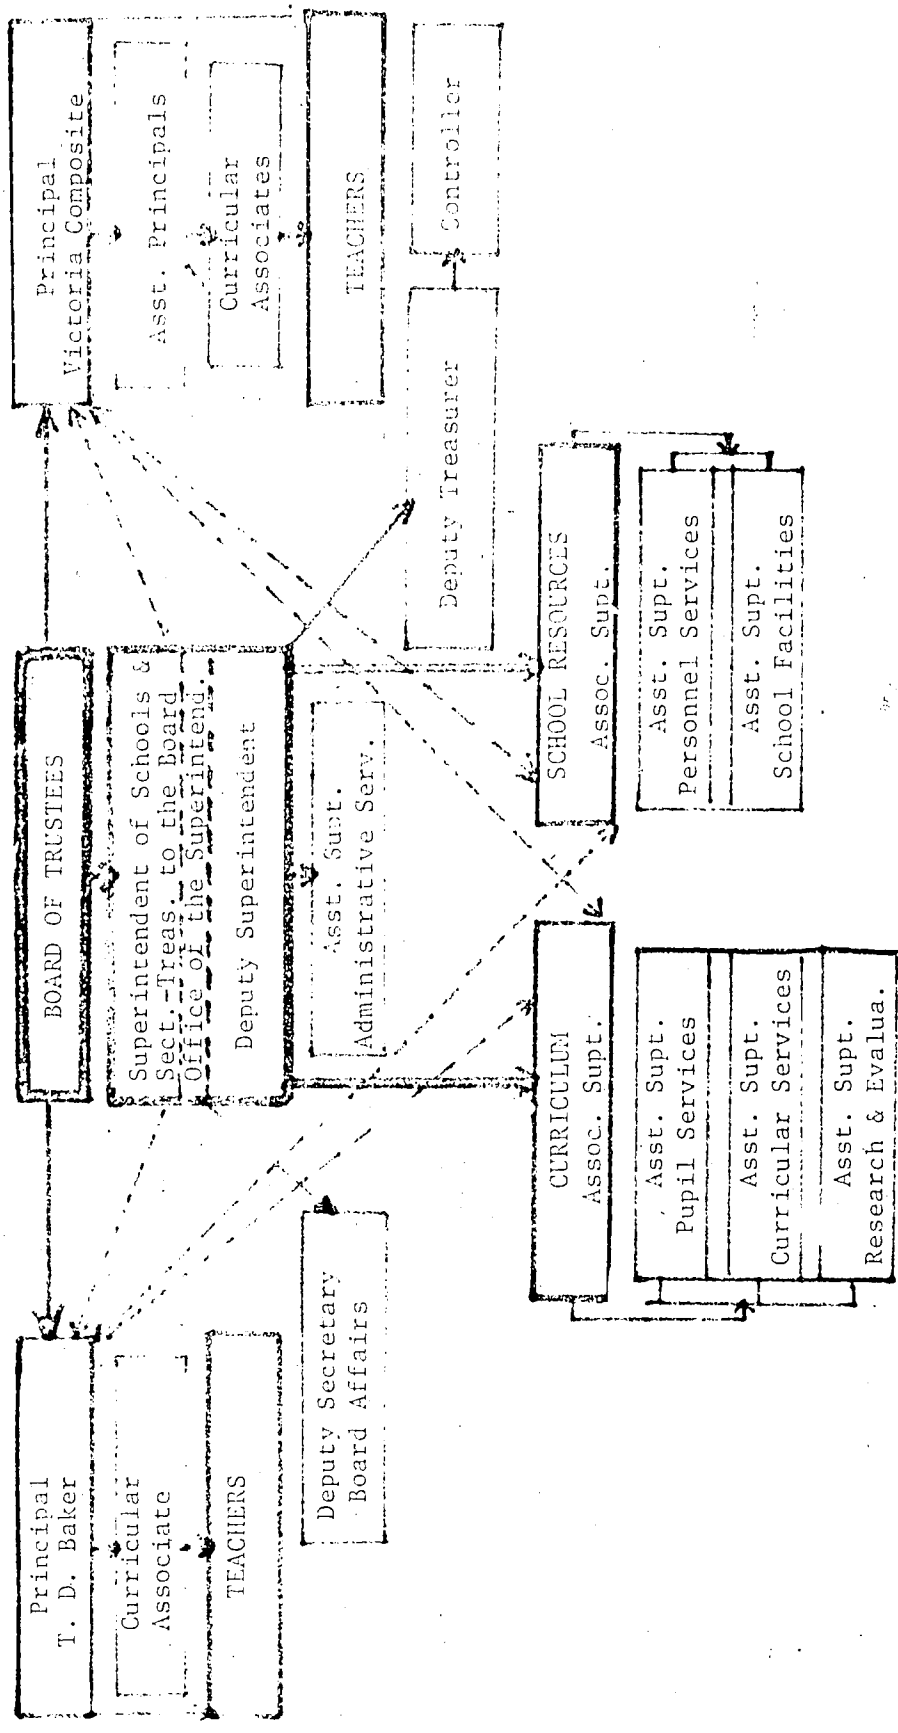 Principal
T. D. Baker
Curricular
Associate
TEACHERS
Deputy Secretary
Board Affairs
BOARD OF TRUSTEES
Superintendent of Schools &
Sect.-Treas. to the Board
Office of the Superintend.
Deputy Superintendent
Asst. Supt.
Administrative Serv.
Principal
Victoria Composite
Asst. Principals
Curricular
Associates
TEACHERS
Deputy Treasurer
Controllor
CURRICULUM
Assoc. Supt.
Asst. Supt.
Pupil Services
Asst. Supt.
Curricular Services
Asst. Supt.
Research & Evalua.
SCHOOL RESOURCES
Assoc. Supt.
Asst. Supt.
Personnel Services
Asst. Supt.
School Facilities